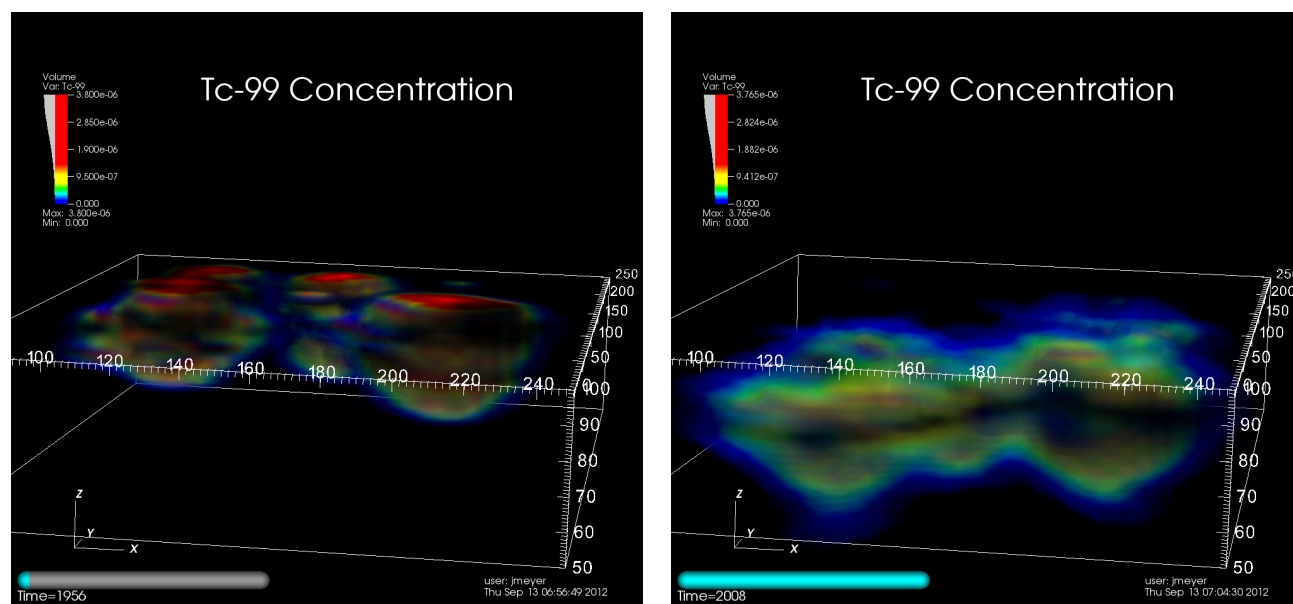 Volume
Var: Tc-99
3.800e-06
2.850e-06
1.900e-06
9.500e-07
0.000
Max: 3.800e-06
Min: 0.000
Tc-99 Concentration
250
200
150
100
50
0
100 120 140 160 180 200 220 240
100
90
80
70
60
50
Z
Y
X
Time=1956
user: jmeyer
Thu Sep 13 06:56:49 2012
Volume
Var: Tc-99
3.765e-06
2.824e-06
1.882e-06
9.412e-07
0.000
Max: 3.765e-06
Min: 0.000
Tc-99 Concentration
250
200
150
100
50
0
100 120 140 160 180 200 220 240
100
90
80
70
60
50
Z
Y
X
Time=2008
user: jmeyer
Thu Sep 13 07:04:30 2012